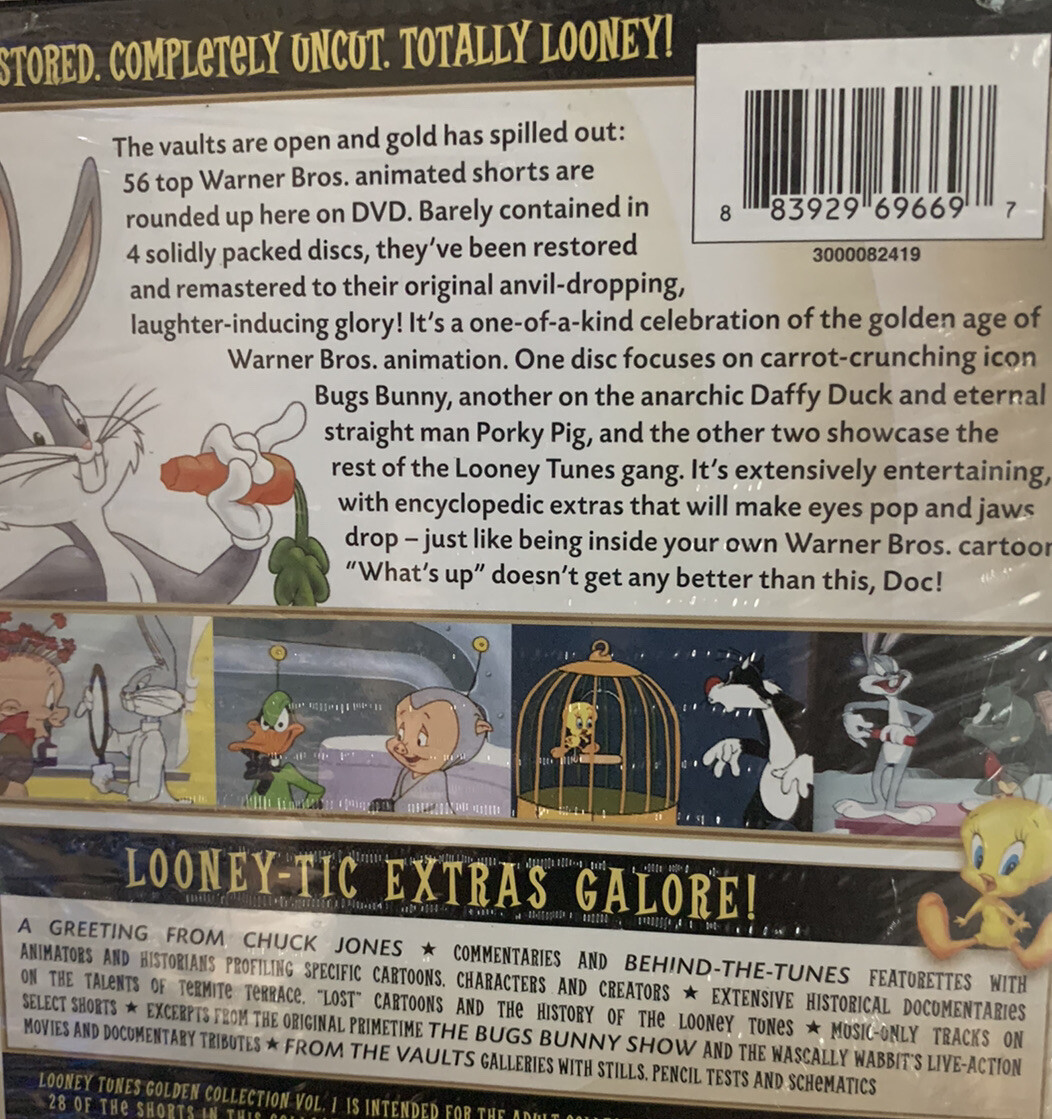 STORED. COMPLETELY UNCUT. TOTALLY LOONEY!
8 83929 69669 7
3000082419
The vaults are open and gold has spilled out:
56 top Warner Bros. animated shorts are
rounded up here on DVD. Barely contained in
4 solidly packed discs, they've been restored
and remastered to their original anvil-dropping,
laughter-inducing glory! It's a one-of-a-kind celebration of the golden age of
Warner Bros. animation. One disc focuses on carrot-crunching icon
Bugs Bunny, another on the anarchic Daffy Duck and eternal
straight man Porky Pig, and the other two showcase the
rest of the Looney Tunes gang. It's extensively entertaining,
with encyclopedic extras that will make eyes pop and jaws
drop – just like being inside your own Warner Bros. cartoon
"What's up" doesn't get any better than this, Doc!
LOONEY-TIC EXTRAS GALORE!
A GREETING FROM CHUCK JONES ★ COMMENTARIES AND BEHIND-THE-TUNES FEATURETTES WITH
ANIMATORS AND HISTORIANS PROFILING SPECIFIC CARTOONS, CHARACTERS AND CREATORS ★ EXTENSIVE HISTORICAL DOCUMENTARIES
ON THE TALENTS OF TERMITE TERRACE, "LOST" CARTOONS AND THE HISTORY OF THE LOONEY TUNES ★ MUSIC-ONLY TRACKS ON
SELECT SHORTS ★ EXCERPTS FROM THE ORIGINAL PRIMETIME THE BUGS BUNNY SHOW AND THE WASCALLY WABBIT'S LIVE-ACTION
MOVIES AND DOCUMENTARY TRIBUTES ★ FROM THE VAULTS GALLERIES WITH STILLS, PENCIL TESTS AND SCHEMATICS
LOONEY TUNES GOLDEN COLLECTION VOL. 1 IS INTENDED FOR THE ADULT
28 OF THE SHORTS IN THIS